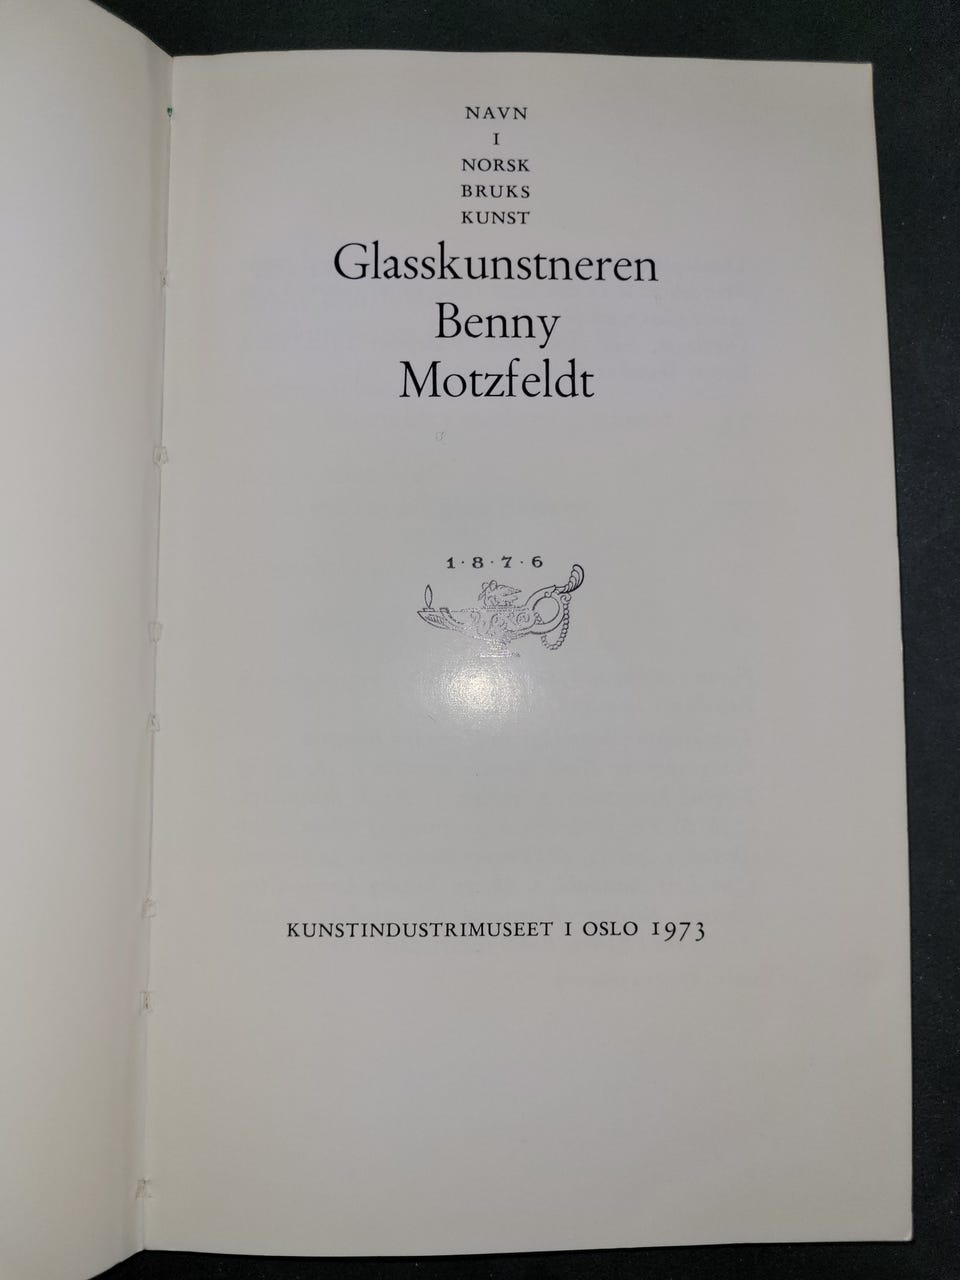 NAVN
I
NORSK
BRUKS
KUNST
Glasskunstneren
Benny
Motzfeldt
1·8·7·6
KUNSTINDUSTRIMUSEET I OSLO 1973